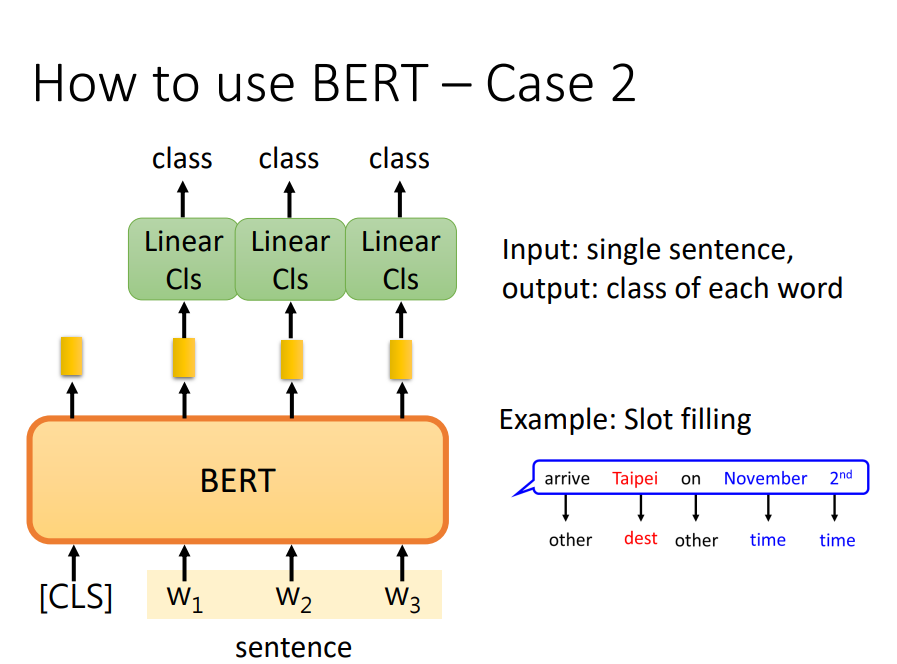 How to use BERT – Case 2
class class class
Linear Cls Linear Cls Linear Cls
Input: single sentence,
output: class of each word
BERT
[CLS] w1 w2 w3
sentence
Example: Slot filling
arrive Taipei on November 2nd
other dest other time time